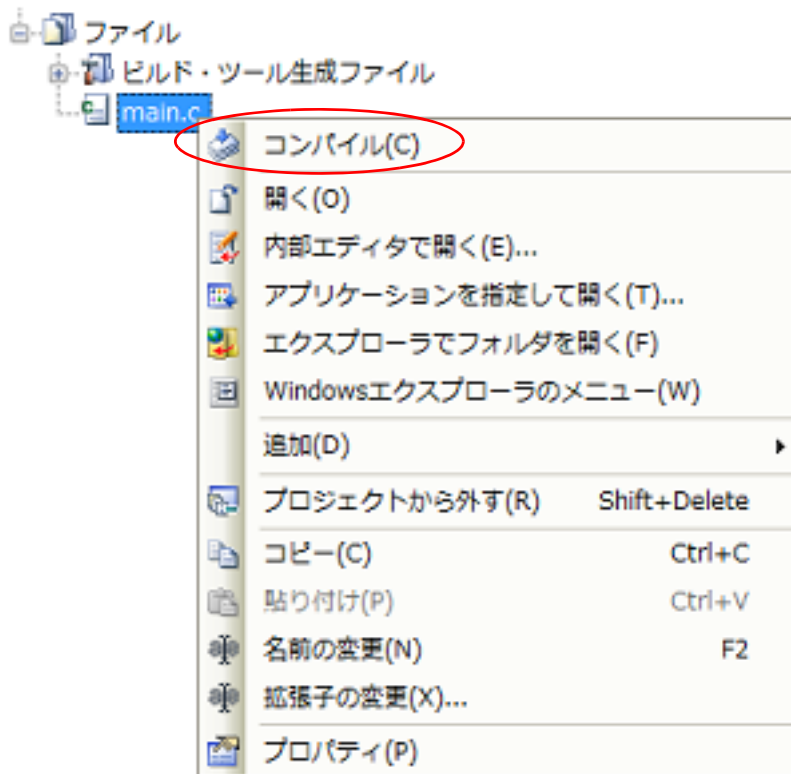 ファイル
ビルド・ツール生成ファイル
main.c
コンパイル(C)
開く(O)
内部エディタで開く(E)...
アプリケーションを指定して開く(T)...
エクスプローラでフォルダを開く(F)
Windowsエクスプローラのメニュー(W)
追加(D)
プロジェクトから外す(R) Shift+Delete
コピー(C) Ctrl+C
貼り付け(P) Ctrl+V
名前の変更(N) F2
拡張子の変更(X)...
プロパティ(P)